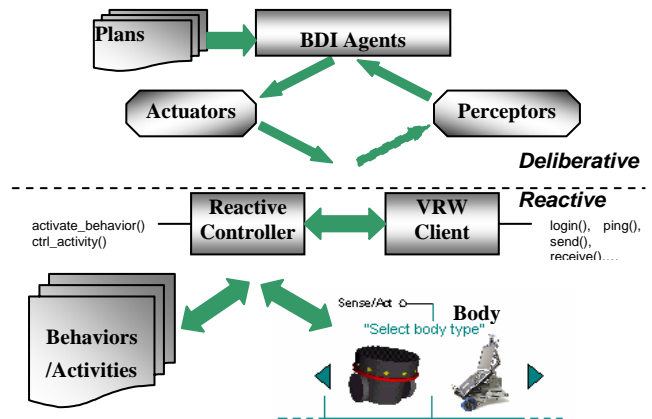 Plans
BDI Agents
Actuators
Perceptors
Deliberative
Reactive
activate_behavior()
ctrl_activity()
Reactive
Controller
VRW
Client
login(), ping(),
send(),
receive(),...
Behaviors
/Activities
Sense/Act
Body
"Select body type"